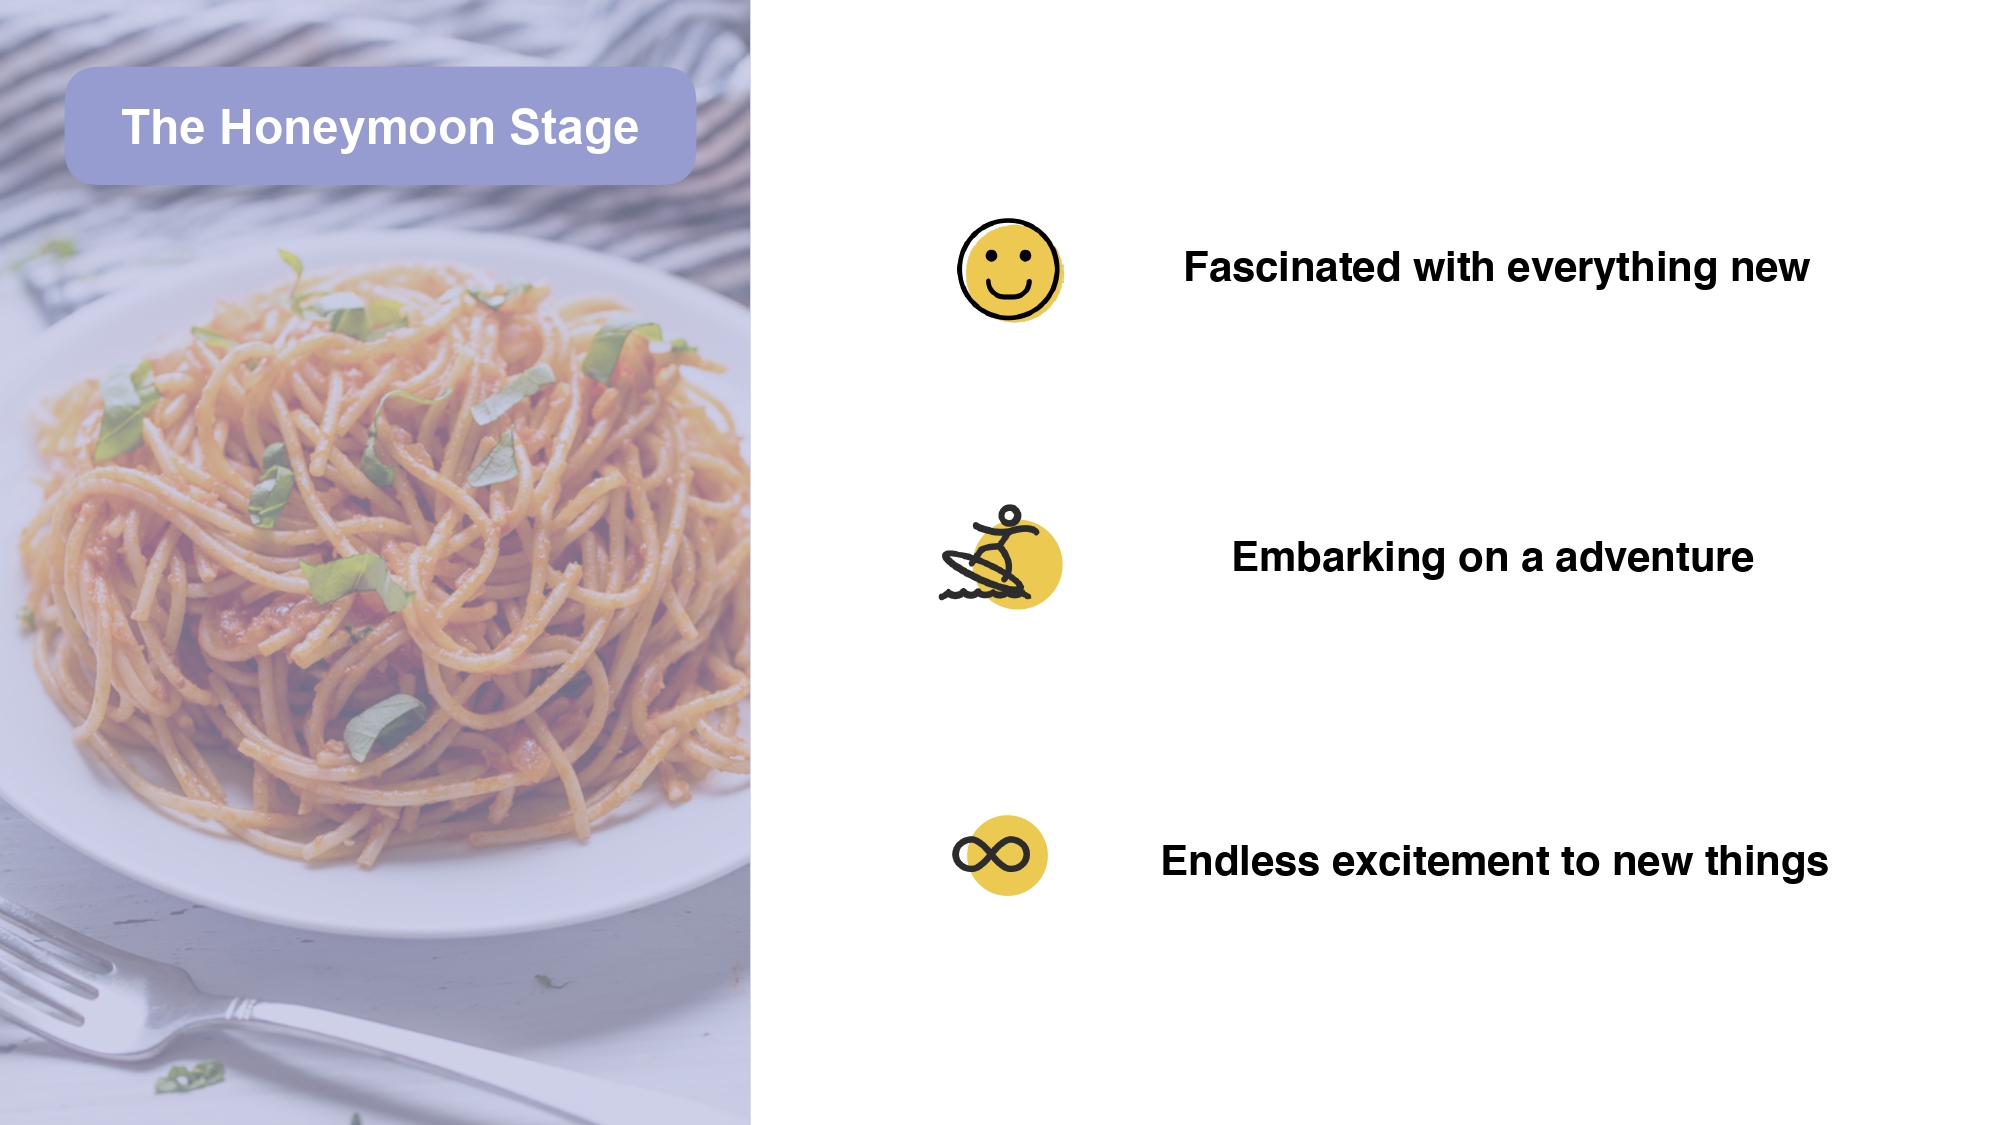 The Honeymoon Stage
Fascinated with everything new
Embarking on a adventure
Endless excitement to new things